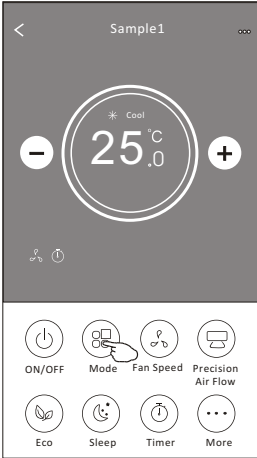 Sample1
Cool
25.0 °C
ON/OFF
Mode
Fan Speed
Precision
Air Flow
Eco
Sleep
Timer
More